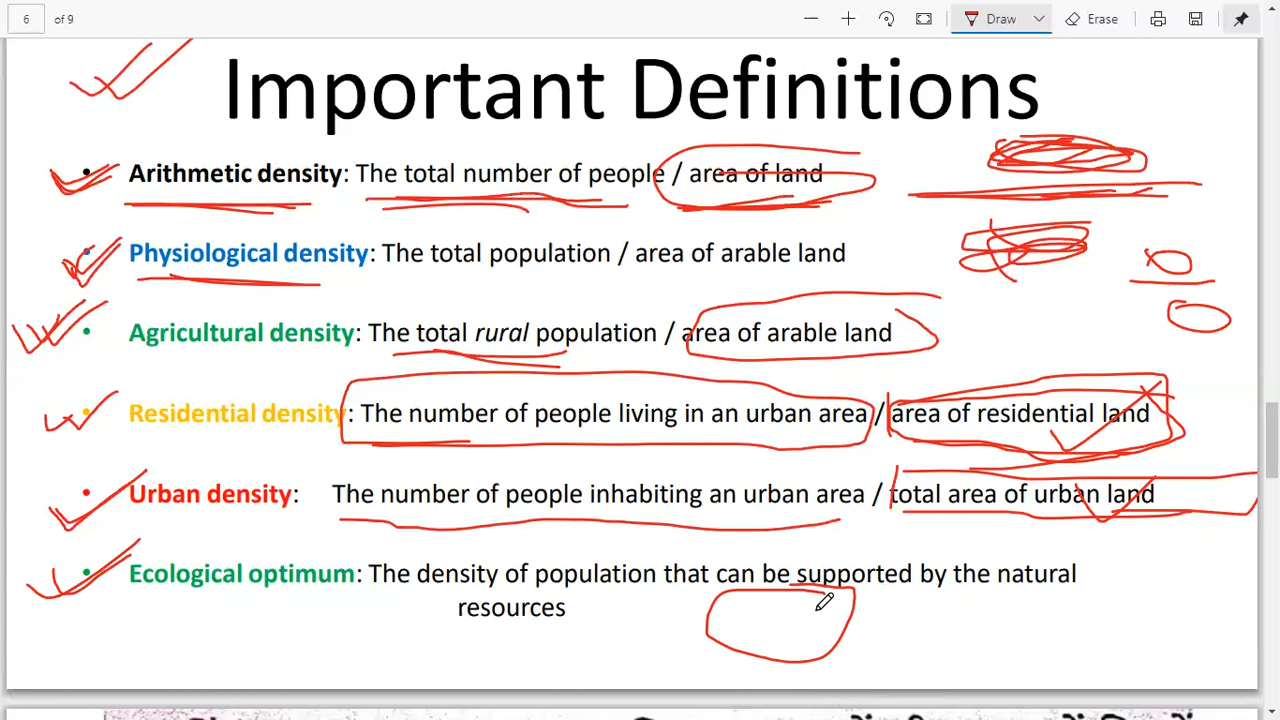 6 of 9
Draw
Erase
Important Definitions
• Arithmetic density: The total number of people / area of land
• Physiological density: The total population / area of arable land
• Agricultural density: The total rural population / area of arable land
• Residential density: The number of people living in an urban area / area of residential land
• Urban density: The number of people inhabiting an urban area / total area of urban land
• Ecological optimum: The density of population that can be supported by the natural
resources